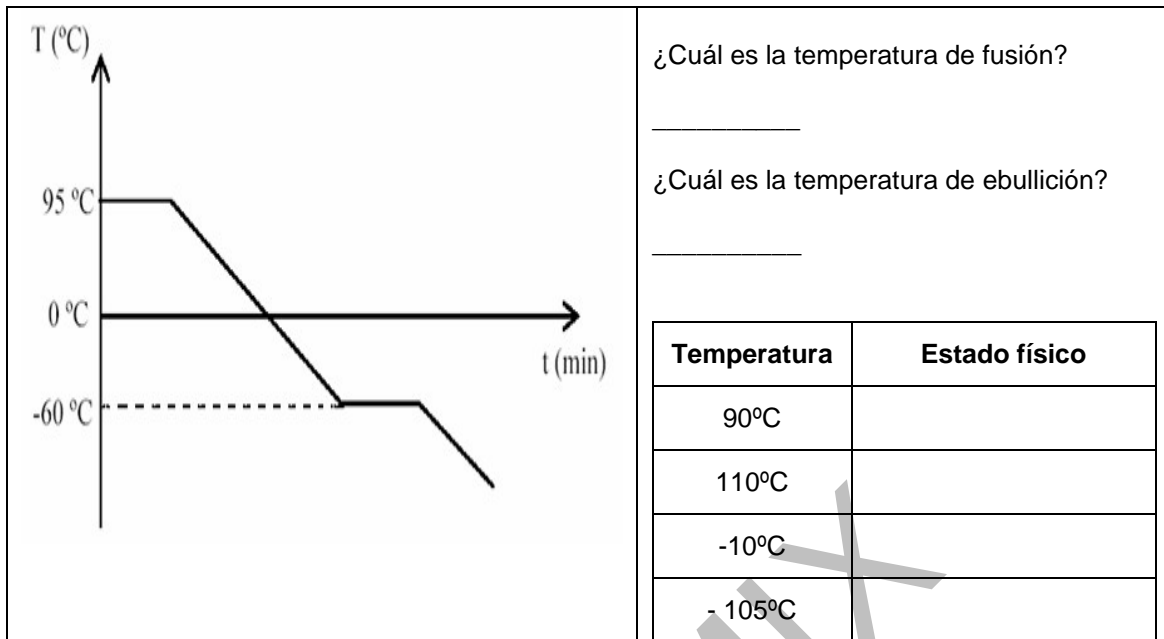 T (ºC)
95 ºC
0 ºC
t (min)
-60 ºC
¿Cuál es la temperatura de fusión?
__________
¿Cuál es la temperatura de ebullición?
__________
Temperatura Estado físico
90ºC
110ºC
-10ºC
- 105ºC